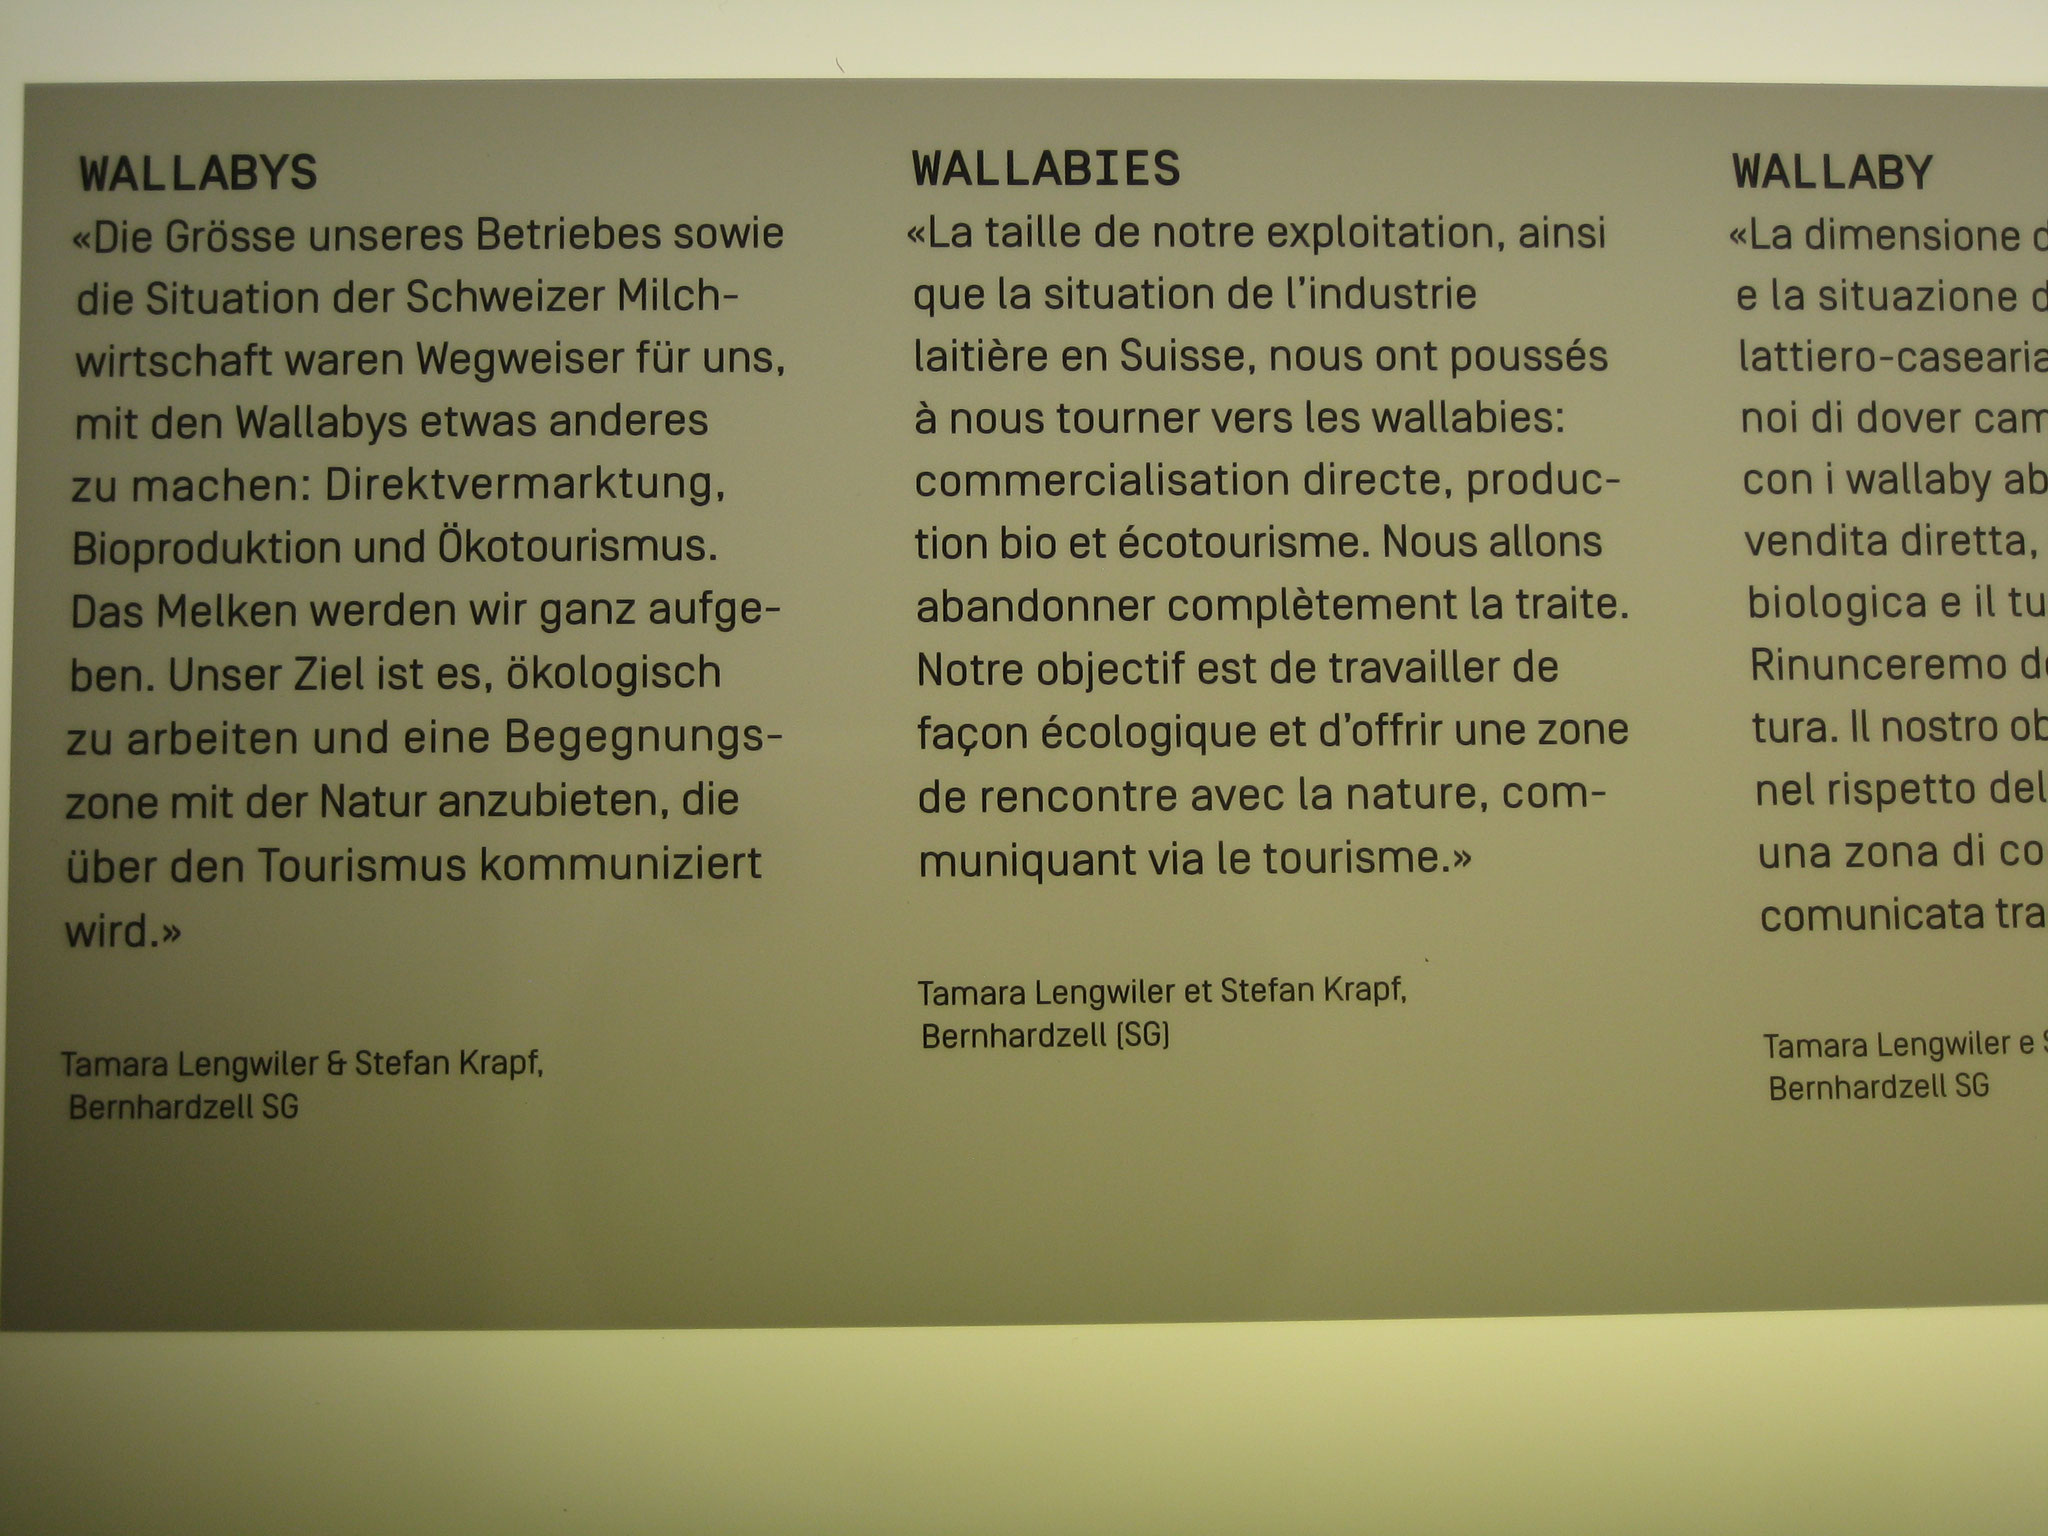 WALLABYS
«Die Grösse unseres Betriebes sowie
die Situation der Schweizer Milch-
wirtschaft waren Wegweiser für uns,
mit den Wallabys etwas anderes
zu machen: Direktvermarktung,
Bioproduktion und Ökotourismus.
Das Melken werden wir ganz aufge-
ben. Unser Ziel ist es, ökologisch
zu arbeiten und eine Begegnungs-
zone mit der Natur anzubieten, die
über den Tourismus kommuniziert
wird.»
Tamara Lengwiler & Stefan Krapf,
Bernhardzell SG
WALLABIES
«La taille de notre exploitation, ainsi
que la situation de l'industrie
laitière en Suisse, nous ont poussés
à nous tourner vers les wallabies:
commercialisation directe, produc-
tion bio et écotourisme. Nous allons
abandonner complètement la traite.
Notre objectif est de travailler de
façon écologique et d'offrir une zone
de rencontre avec la nature, com-
muniquant via le tourisme.»
Tamara Lengwiler et Stefan Krapf,
Bernhardzell (SG)
WALLABY
«La dimensione
e la situazione
lattiero-casearia
noi di dover
con i wallaby
vendita diretta,
biologica e il
Rinunceremo
tura. Il nostro
nel rispetto
una zona di
comunicata
Tamara Lengwiler e
Bernhardzell SG